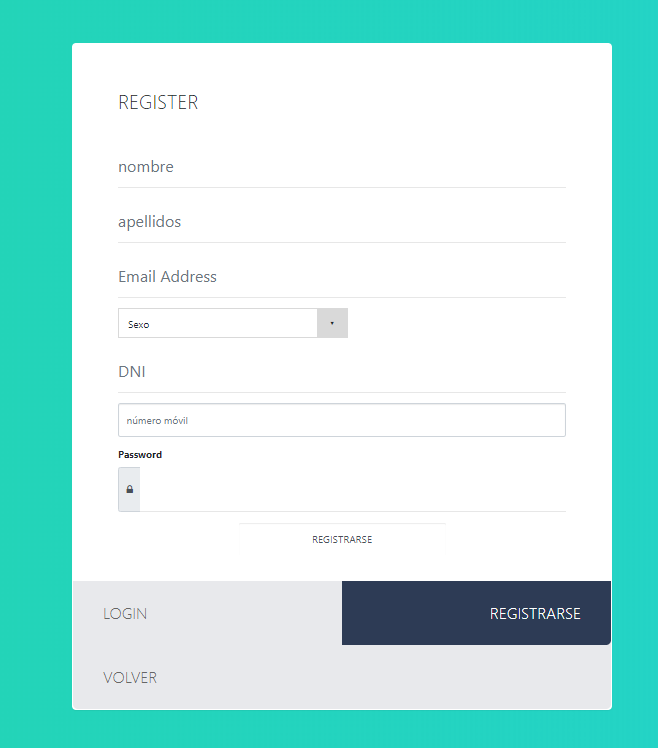 REGISTER
nombre
apellidos
Email Address
Sexo
DNI
número móvil
Password
REGISTRARSE
LOGIN
REGISTRARSE
VOLVER